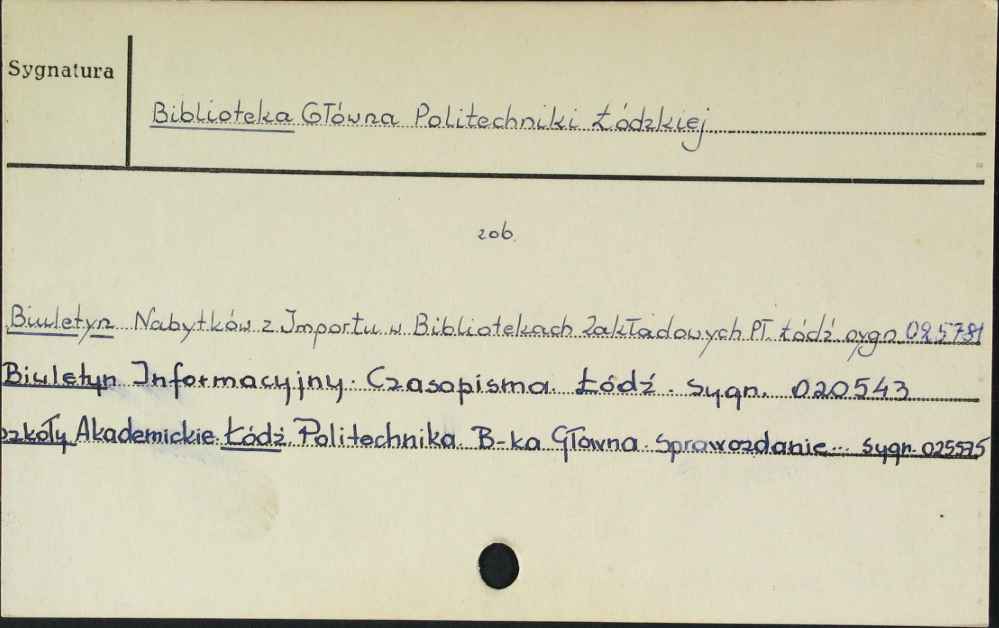 Sygnatura
Biblioteka Główna Politechniki Łódzkiej
zob.
Biuletyn Nabytków z Importu w Bibliotekach Zakładowych PŁ. Łódź sygn. 025781
Biuletyn Informacyjny. Czasopisma. Łódź. sygn. 020543
Szkoły Akademickie. Łódź. Politechnika. B-ka Główna. Sprawozdanie... sygn. 025575